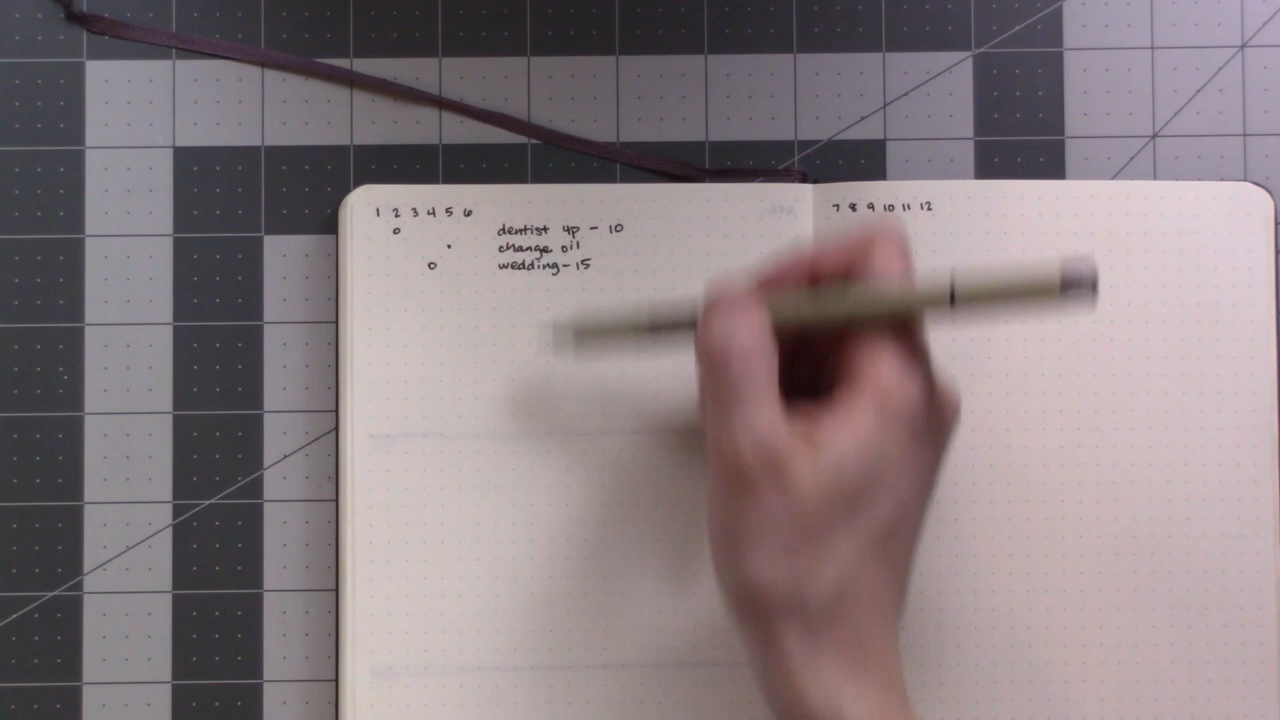 1 2 3 4 5 6
o dentist 4p - 10
· change oil
o wedding - 15
7 8 9 10 11 12